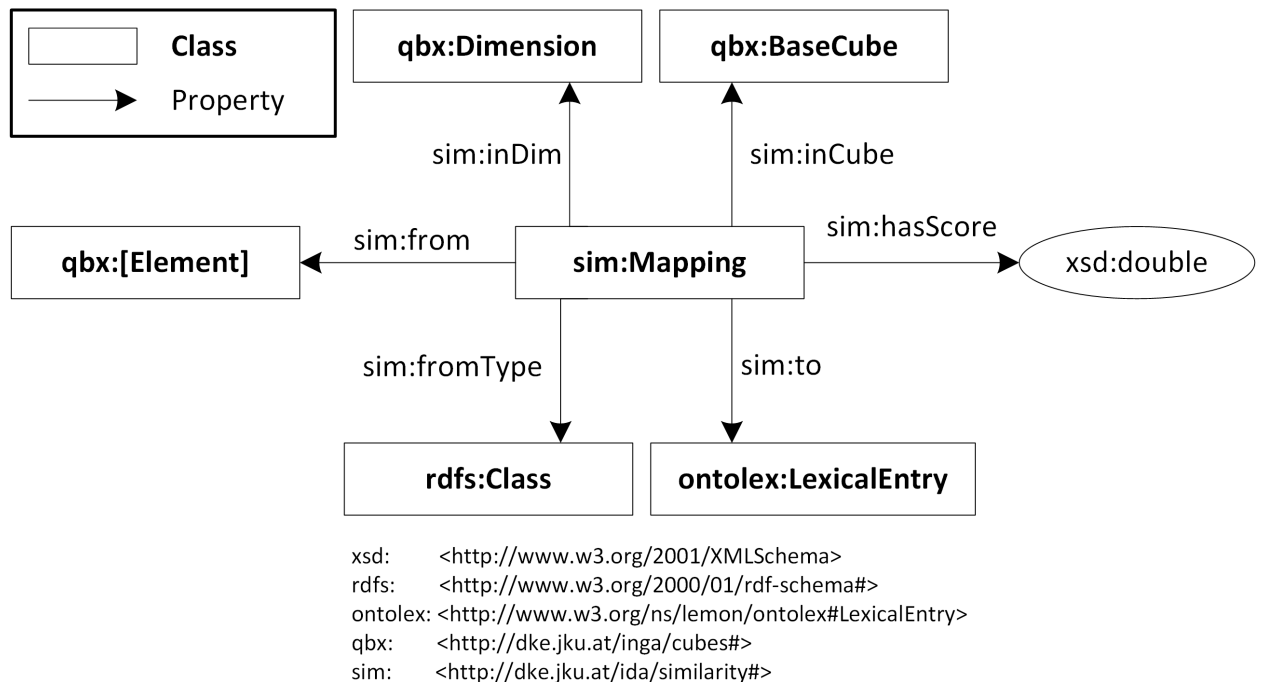 Class
Property
qbx:Dimension
qbx:BaseCube
sim:inDim
sim:inCube
qbx:[Element]
sim:from
sim:Mapping
sim:hasScore
xsd:double
sim:fromType
sim:to
rdfs:Class
ontolex:LexicalEntry
xsd: <http://www.w3.org/2001/XMLSchema>
rdfs: <http://www.w3.org/2000/01/rdf-schema#>
ontolex: <http://www.w3.org/ns/lemon/ontolex#LexicalEntry>
qbx: <http://dke.jku.at/inga/cubes#>
sim: <http://dke.jku.at/ida/similarity#>